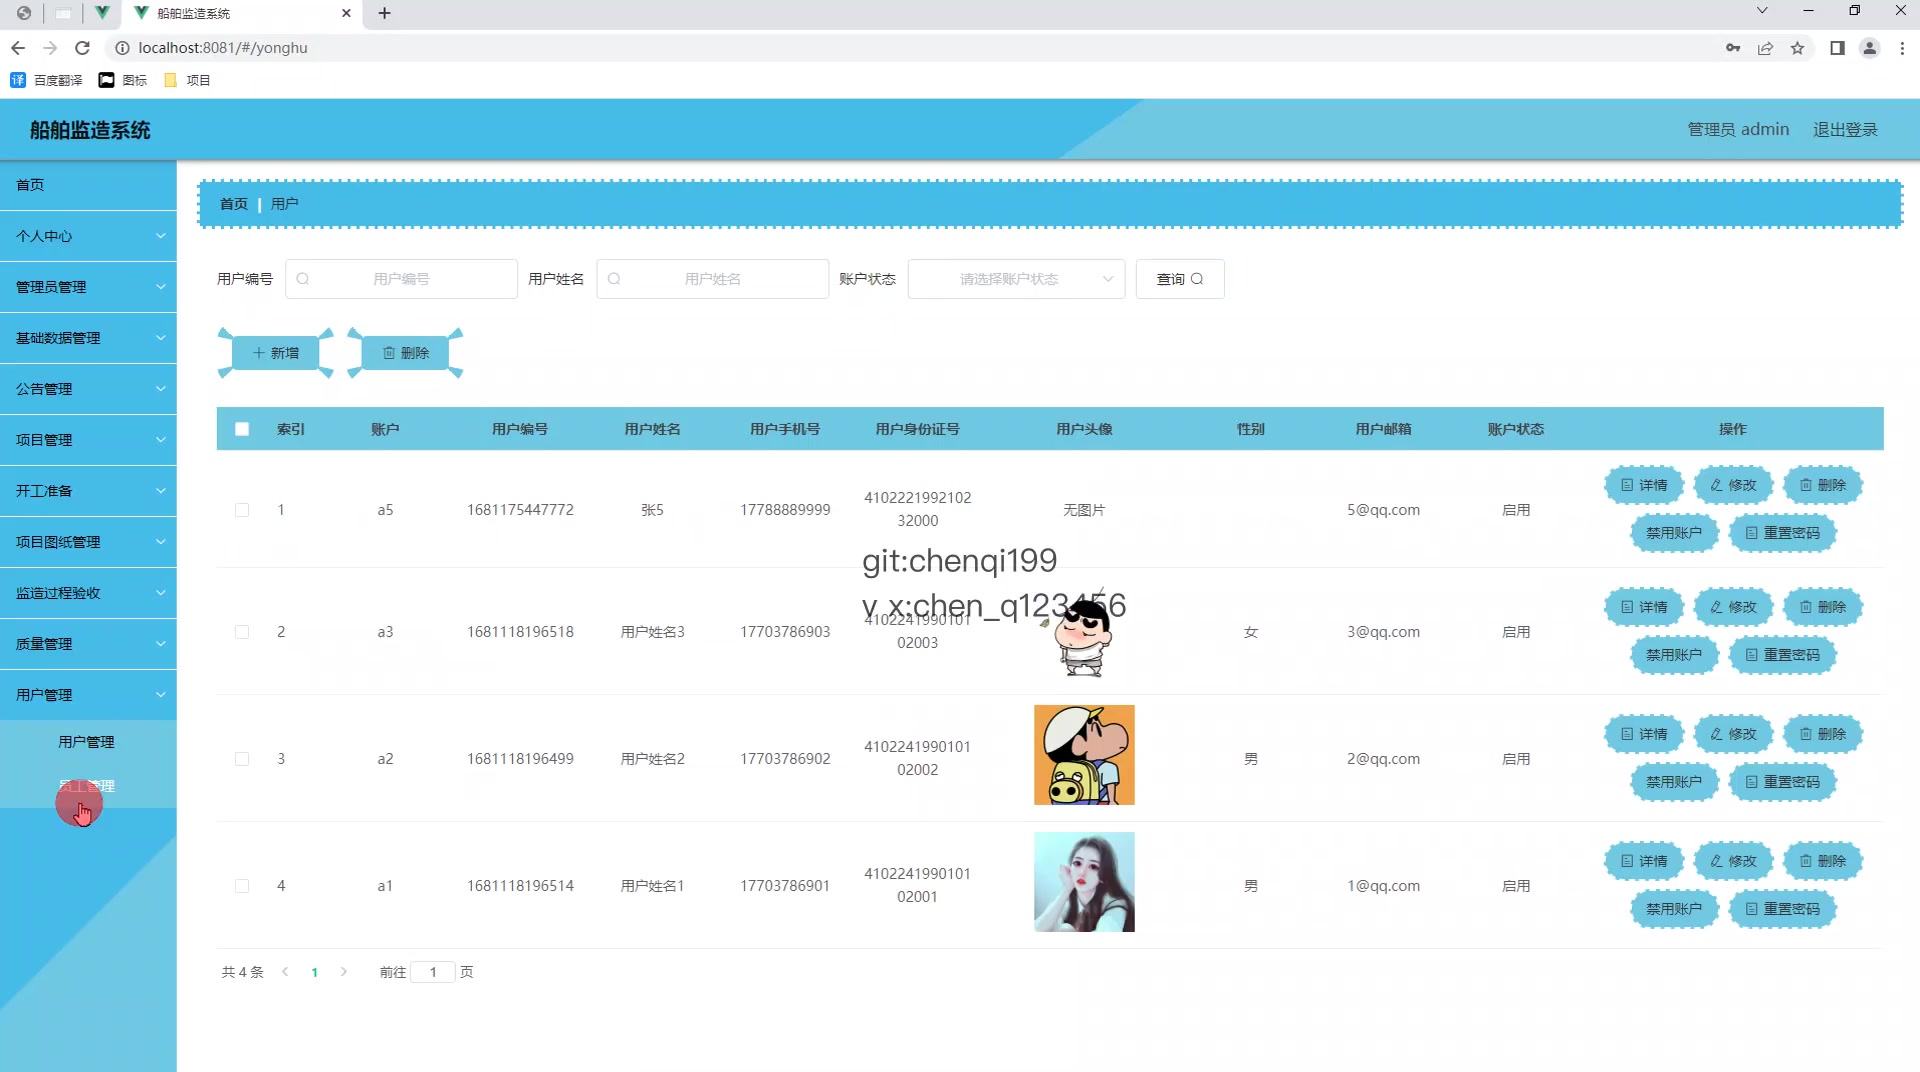 船舶监造系统
localhost:8081/#/yonghu
百度翻译 图标 项目
船舶监造系统
管理员 admin 退出登录
首页
个人中心
管理员管理
基础数据管理
公告管理
项目管理
开工准备
项目图纸管理
监造过程验收
质量管理
用户管理
用户管理
员工管理
首页 | 用户
用户编号 用户编号 用户姓名 用户姓名 账户状态 请选择账户状态 查询
新增 删除
索引 账户 用户编号 用户姓名 用户手机号 用户身份证号 用户头像 性别 用户邮箱 账户状态 操作
1 a5 1681175447772 张5 17788889999 4102221992102 无图片 5@qq.com 启用 详情 修改 删除
32000 禁用账户 重置密码
git:chenqi199
v_x:chen_q123456
2 a3 1681118196518 用户姓名3 17703786903 4102241990101 女 3@qq.com 启用 详情 修改 删除
02003 禁用账户 重置密码
3 a2 1681118196499 用户姓名2 17703786902 4102241990101 男 2@qq.com 启用 详情 修改 删除
02002 禁用账户 重置密码
4 a1 1681118196514 用户姓名1 17703786901 4102241990101 男 1@qq.com 启用 详情 修改 删除
02001 禁用账户 重置密码
共 4 条 1 前往 1 页